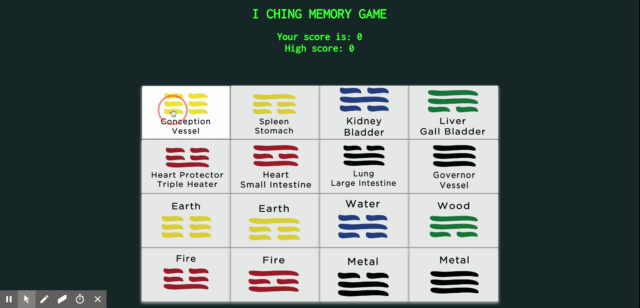 I CHING MEMORY GAME
Your score is: 0
High score: 0
Conception
Vessel
Spleen
Stomach
Kidney
Bladder
Liver
Gall Bladder
Heart Protector
Triple Heater
Heart
Small Intestine
Lung
Large Intestine
Governor
Vessel
Earth
Earth
Water
Wood
Fire
Fire
Metal
Metal